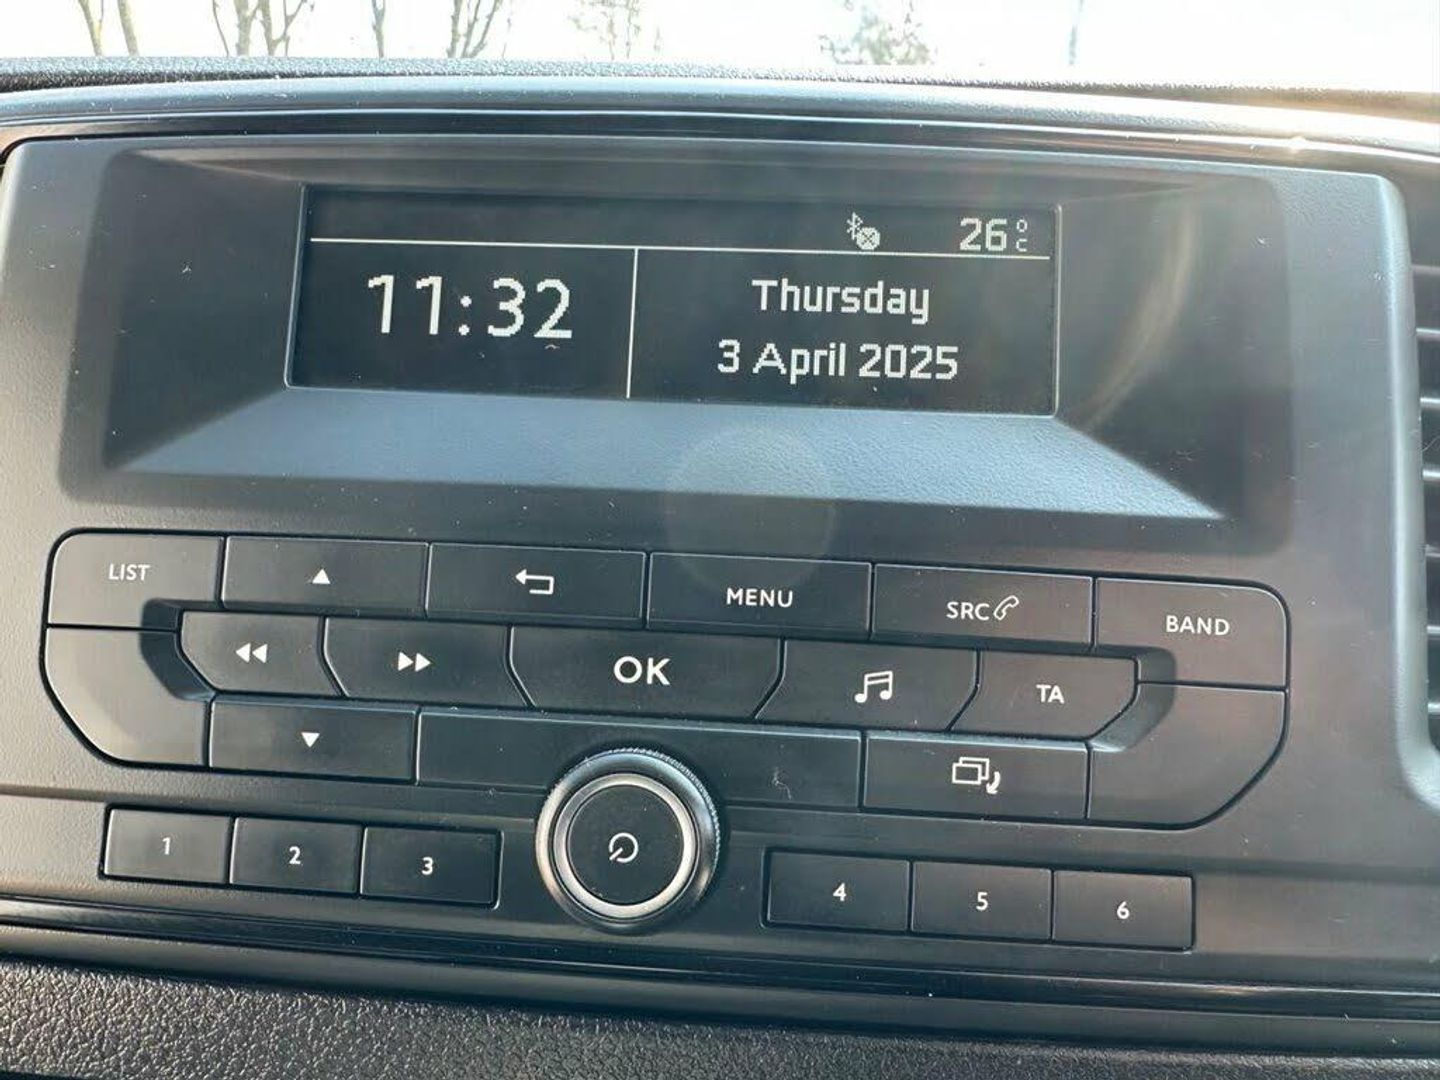 26°C
11:32
Thursday
3 April 2025
LIST
MENU
SRC
BAND
OK
TA
1
2
3
4
5
6